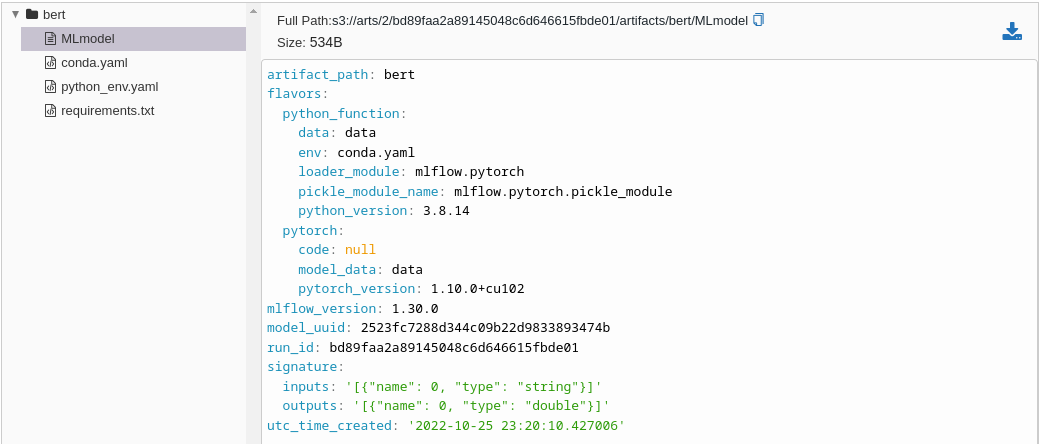 bert
MLmodel
conda.yaml
python_env.yaml
requirements.txt
Full Path:s3://arts/2/bd89faa2a89145048c6d646615fbde01/artifacts/bert/MLmodel
Size: 534B
artifact_path: bert
flavors:
  python_function:
    data: data
    env: conda.yaml
    loader_module: mlflow.pytorch
    pickle_module_name: mlflow.pytorch.pickle_module
    python_version: 3.8.14
  pytorch:
    code: null
    model_data: data
    pytorch_version: 1.10.0+cu102
mlflow_version: 1.30.0
model_uuid: 2523fc7288d344c09b22d9833893474b
run_id: bd89faa2a89145048c6d646615fbde01
signature:
  inputs: '[{"name": 0, "type": "string"}]'
  outputs: '[{"name": 0, "type": "double"}]'
utc_time_created: '2022-10-25 23:20:10.427006'